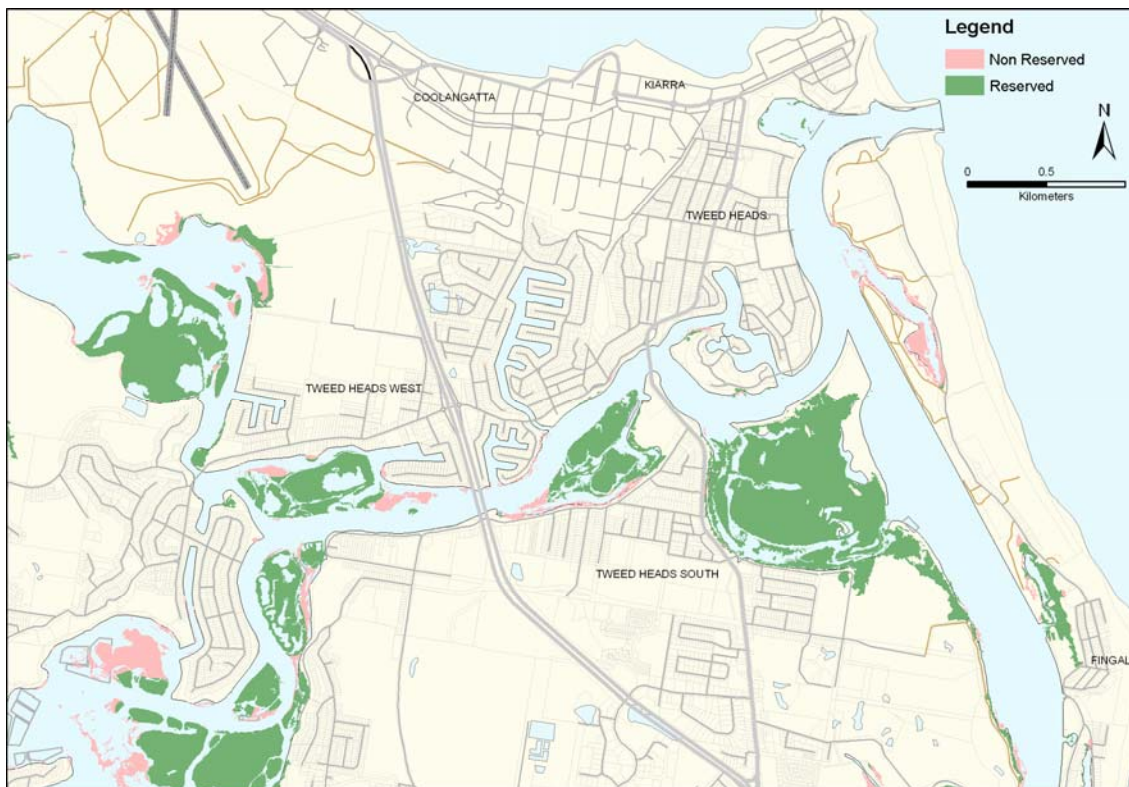 Legend
Non Reserved
Reserved
N
0 0.5
Kilometers
KIARRA
COOLANGATTA
TWEED HEADS
TWEED HEADS WEST
TWEED HEADS SOUTH
FINGAL